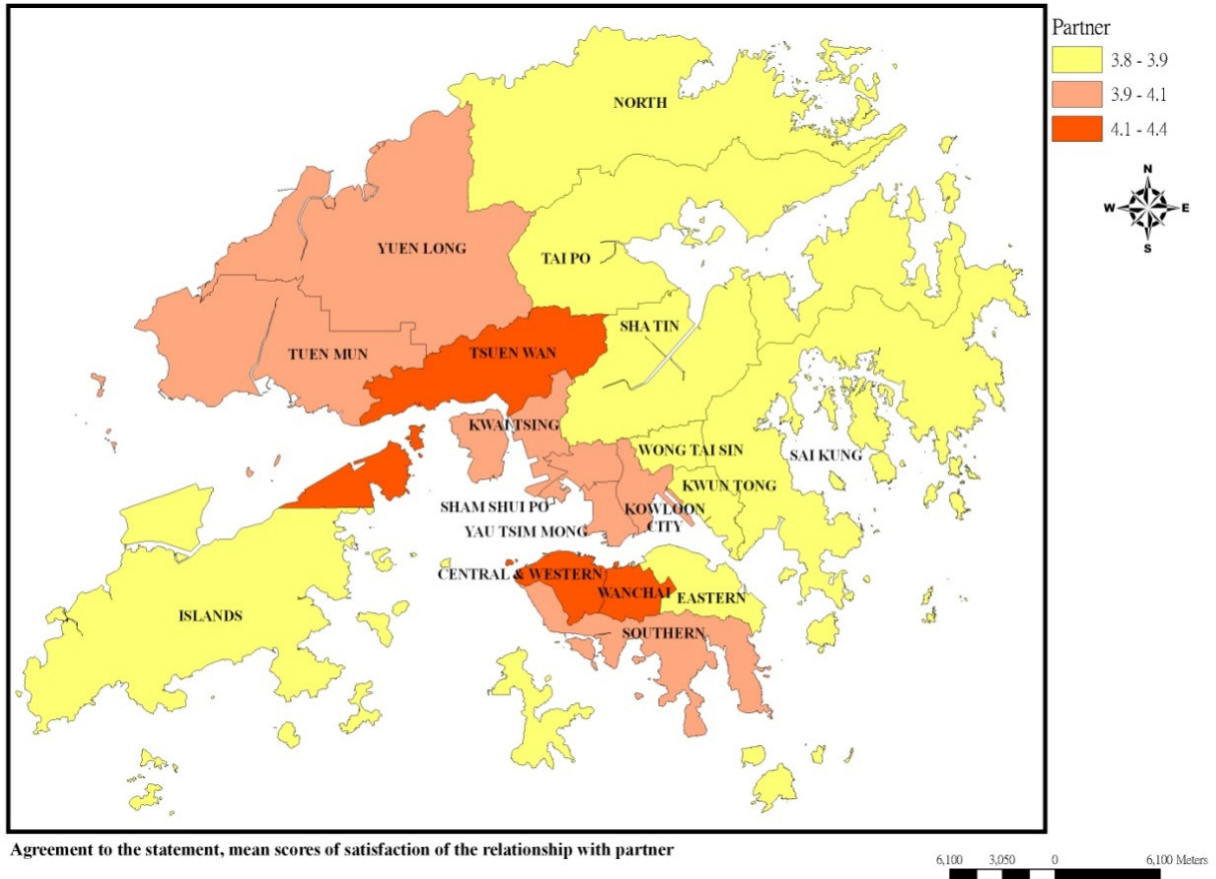 Partner
3.8 - 3.9
3.9 - 4.1
4.1 - 4.4
N
W E
S
NORTH
YUEN LONG
TAI PO
SHA TIN
TUEN MUN
TSUEN WAN
KWAI TSING
WONG TAI SIN
SAI KUNG
KWUN TONG
SHAM SHUI PO
KOWLOON
CITY
YAU TSIM MONG
CENTRAL & WESTERN
WANCHAI
EASTERN
ISLANDS
SOUTHERN
Agreement to the statement, mean scores of satisfaction of the relationship with partner
6,100 3,050 0 6,100 Meters